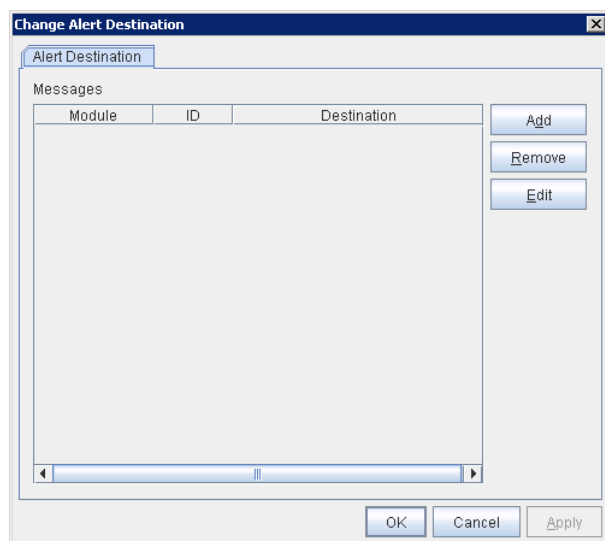 Change Alert Destination
Alert Destination
Messages
Module ID Destination
Add
Remove
Edit
OK Cancel Apply